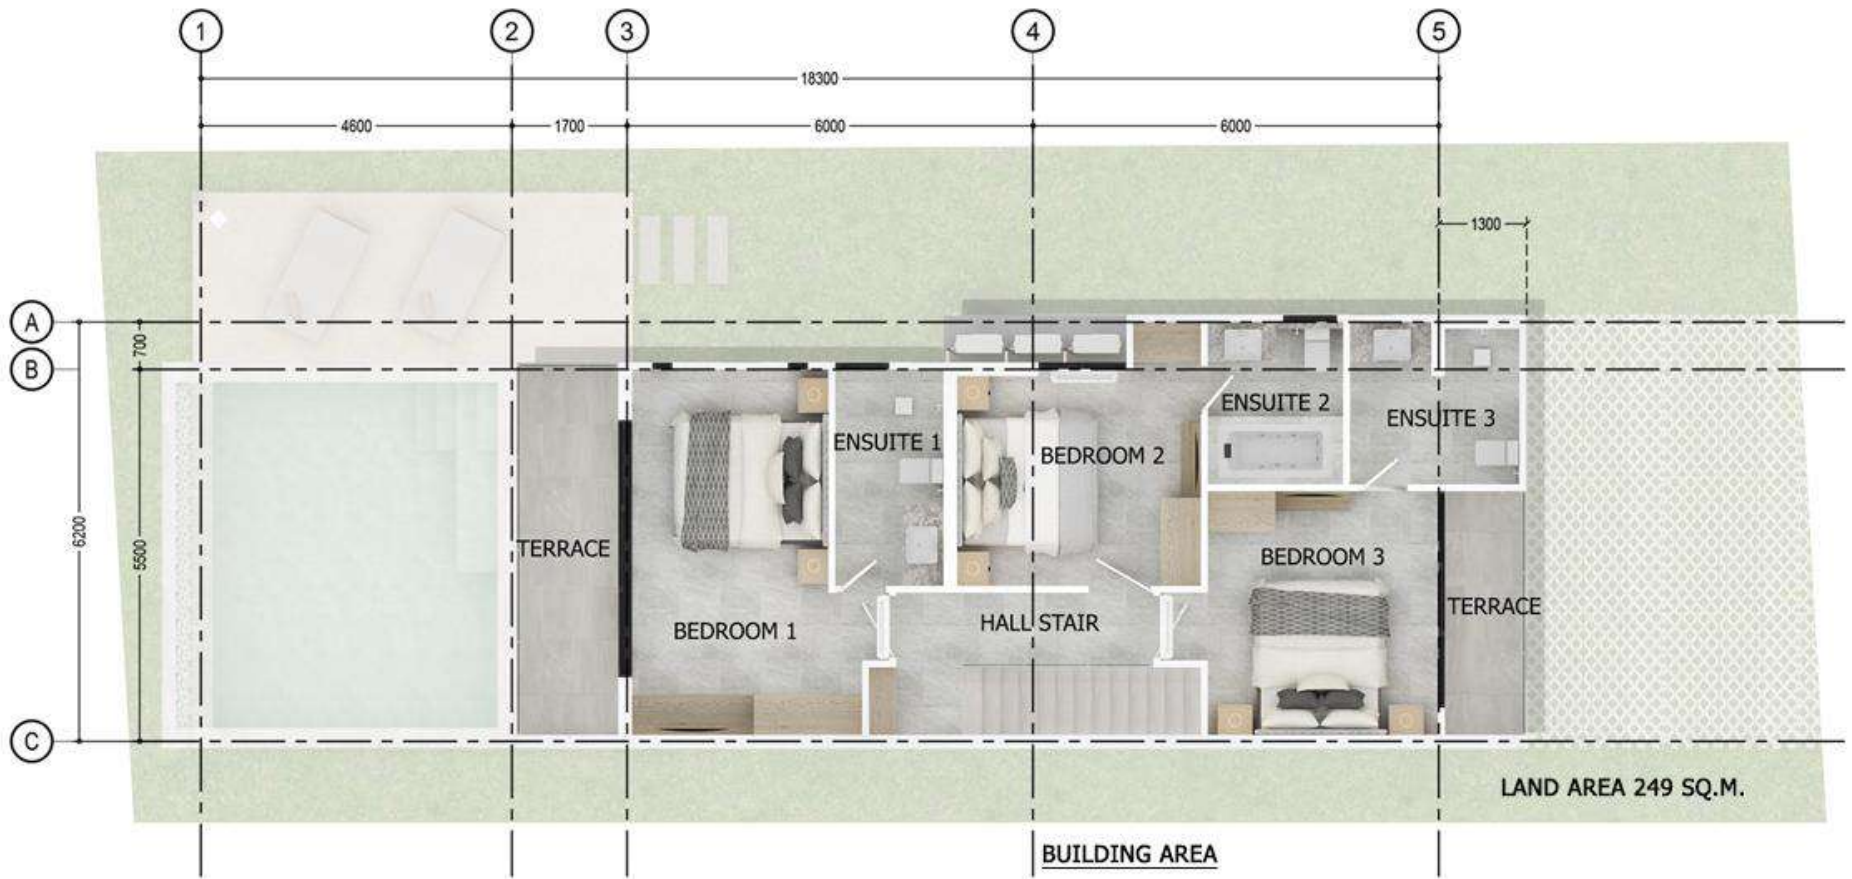 1
2
3
4
5
18300
4600
1700
6000
6000
1300
A
700
B
ENSUITE 2
ENSUITE 3
ENSUITE 1
BEDROOM 2
6200
5500
TERRACE
BEDROOM 3
TERRACE
HALL STAIR
BEDROOM 1
C
LAND AREA 249 SQ.M.
BUILDING AREA